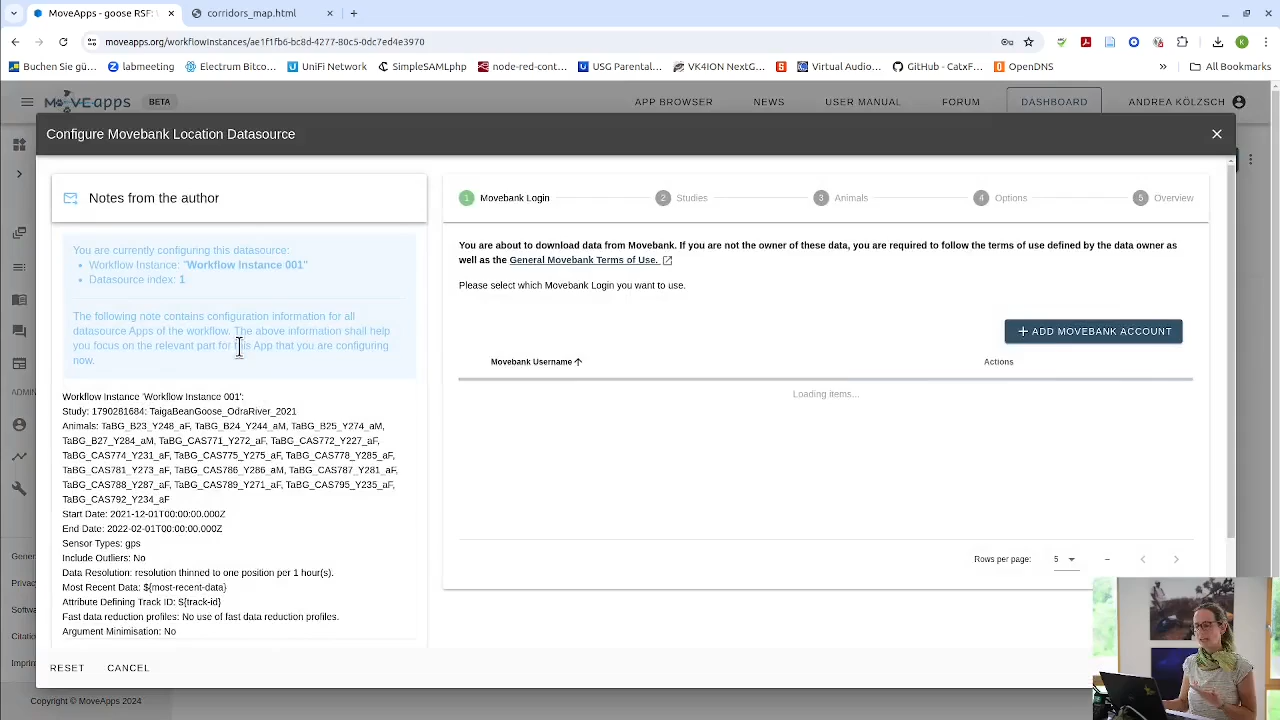 MoveApps - goose RSF: w
corridors_map.html
moveapps.org/workflowInstances/ae1f1fb6-bc8d-4277-80c5-0dc7ed4e3970
Buchen Sie gü... labmeeting Electrum Bitco... UniFi Network SimpleSAMLphp node-red-contri... USG Parental... VK4ION NextG... Virtual Audio... GitHub - CatxF... OpenDNS » All Bookmarks
MOVEapps BETA APP BROWSER NEWS USER MANUAL FORUM DASHBOARD ANDREA KÖLZSCH
Configure Movebank Location Datasource
Notes from the author
You are currently configuring this datasource:
• Workflow Instance: "Workflow Instance 001"
• Datasource index: 1
The following note contains configuration information for all
datasource Apps of the workflow. The above information shall help
you focus on the relevant part for the App that you are configuring
now.
Workflow Instance 'Workflow Instance 001':
Study: 1753181684: TaigaBeanGoose_OdraRiver_2021
Animals: TaBG_B23_Y248_aF, TaBG_B24_Y244_aM, TaBG_B25_Y274_aM,
TaBG_B27_Y284_aM, TaBG_CAS771_Y272_aF, TaBG_CAS772_Y227_aF,
TaBG_CAS774_Y231_aF, TaBG_CAS775_Y275_aF, TaBG_CAS778_Y285_aF,
TaBG_CAS781_Y273_aF, TaBG_CAS786_Y286_aM, TaBG_CAS787_Y281_aF,
TaBG_CAS788_Y287_aF, TaBG_CAS789_Y271_aF, TaBG_CAS795_Y235_aF,
TaBG_CAS792_Y234_aF
Start Date: 2021-12-01T00:00:00.000Z
End Date: 2022-02-01T00:00:00.000Z
Sensor Types: gps
Include Outliers: No
Data Resolution: resolution thinned to one position per 1 hour(s).
Most Recent Data: ${most-recent-data}
Attribute Defining Track ID: ${track-id}
Fast data reduction profiles: No use of fast data reduction profiles.
Argument Minimisation: No
1 Movebank Login 2 Studies 3 Animals 4 Options 5 Overview
You are about to download data from Movebank. If you are not the owner of these data, you are required to follow the terms of use defined by the data owner as
well as the General Movebank Terms of Use.
Please select which Movebank Login you want to use.
ADD MOVEBANK ACCOUNT
Movebank Username Actions
Loading items...
Rows per page: 5 –
RESET CANCEL
ADMIN
Gener
Privac
Softwa
Citatio
Imprin
Copyright © MoveApps 2024